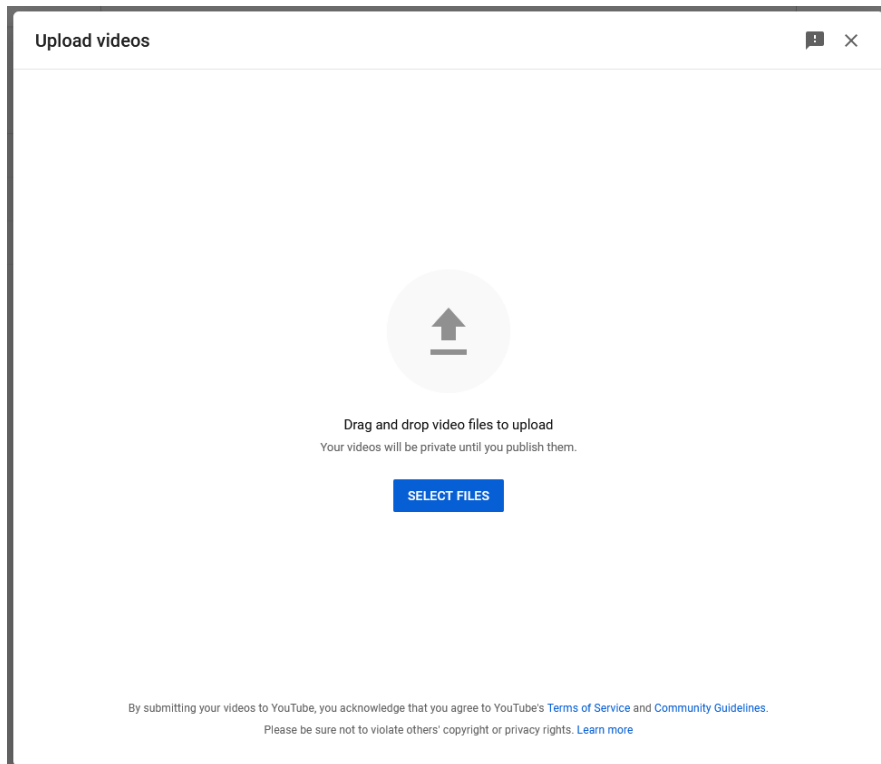 Upload videos
Drag and drop video files to upload
Your videos will be private until you publish them.
SELECT FILES
By submitting your videos to YouTube, you acknowledge that you agree to YouTube's Terms of Service and Community Guidelines.
Please be sure not to violate others' copyright or privacy rights. Learn more